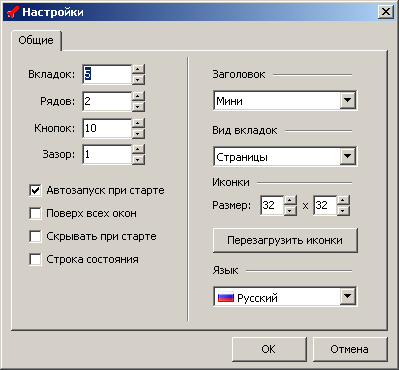 Настройки
Общие
Вкладок: 5
Рядов: 2
Кнопок: 10
Зазор: 1
Автозапуск при старте
Поверх всех окон
Скрывать при старте
Строка состояния
Заголовок
Мини
Вид вкладок
Страницы
Иконки
Размер: 32 x 32
Перезагрузить иконки
Язык
Русский
OK
Отмена